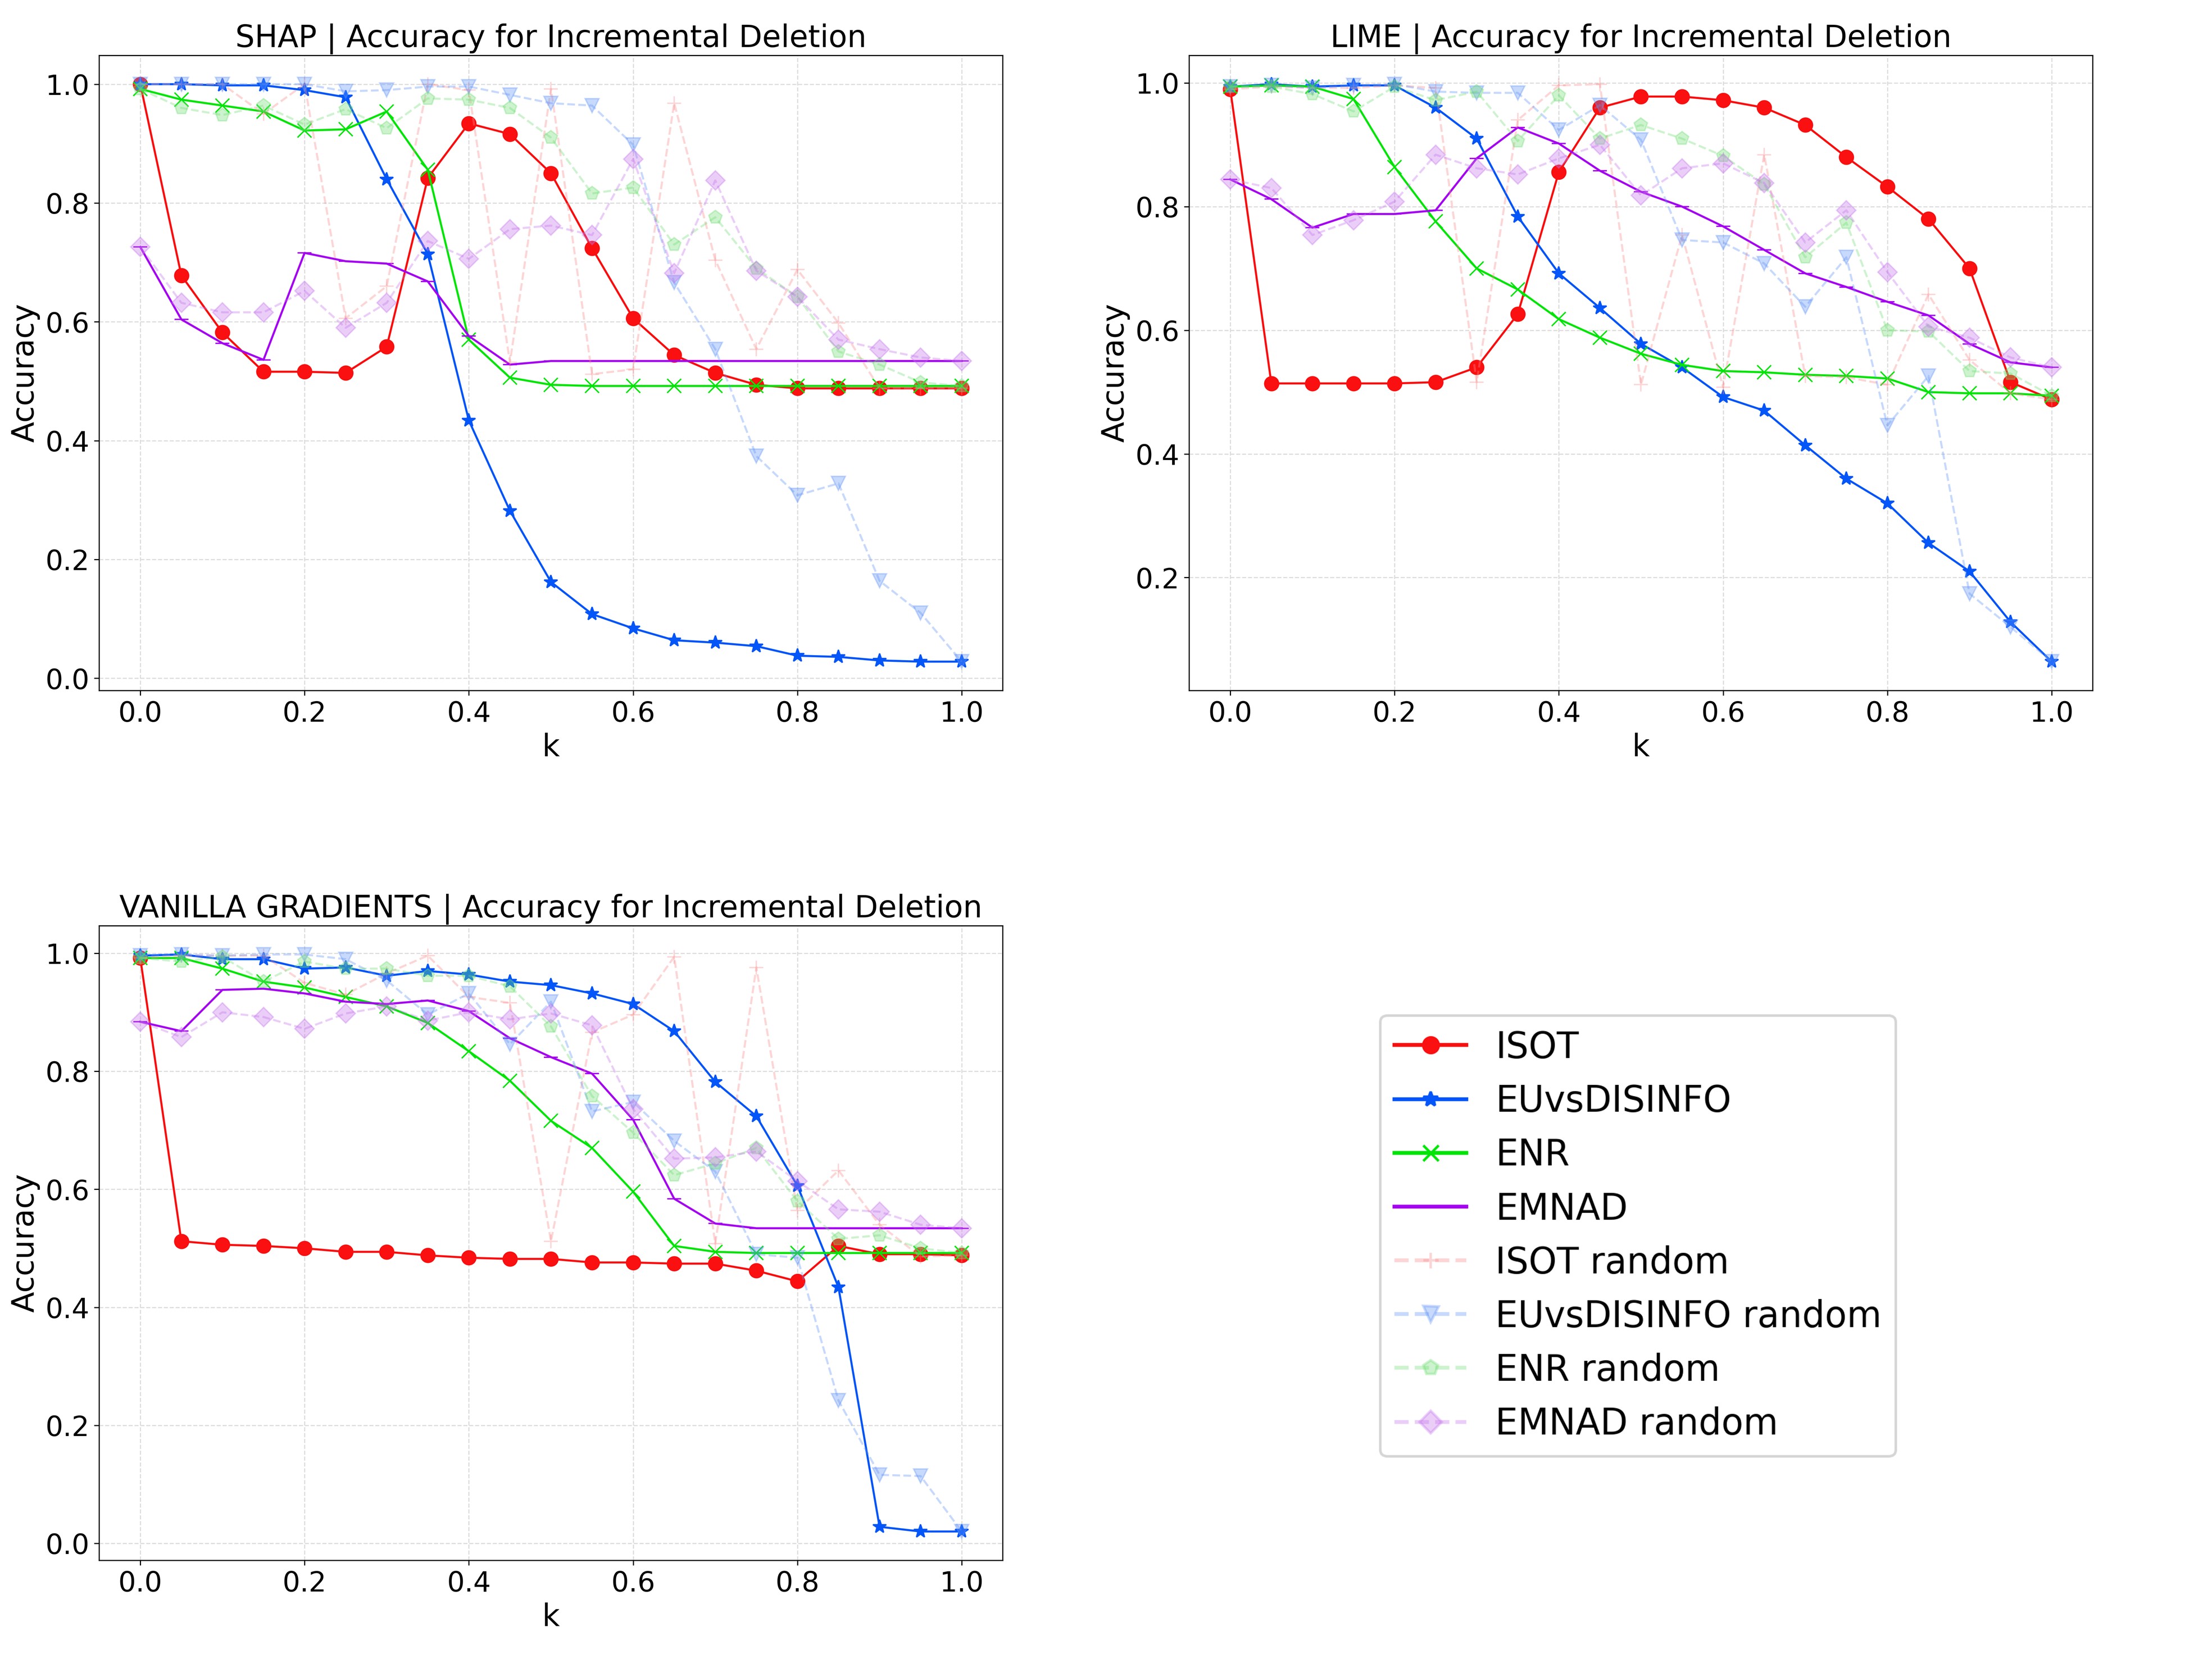 SHAP | Accuracy for Incremental Deletion
Accuracy
1.0
0.8
0.6
0.4
0.2
0.0
0.0 0.2 0.4 0.6 0.8 1.0
k
LIME | Accuracy for Incremental Deletion
Accuracy
1.0
0.8
0.6
0.4
0.2
0.0 0.2 0.4 0.6 0.8 1.0
k
VANILLA GRADIENTS | Accuracy for Incremental Deletion
Accuracy
1.0
0.8
0.6
0.4
0.2
0.0
0.0 0.2 0.4 0.6 0.8 1.0
k
ISOT
EUvsDISINFO
ENR
EMNAD
ISOT random
EUvsDISINFO random
ENR random
EMNAD random